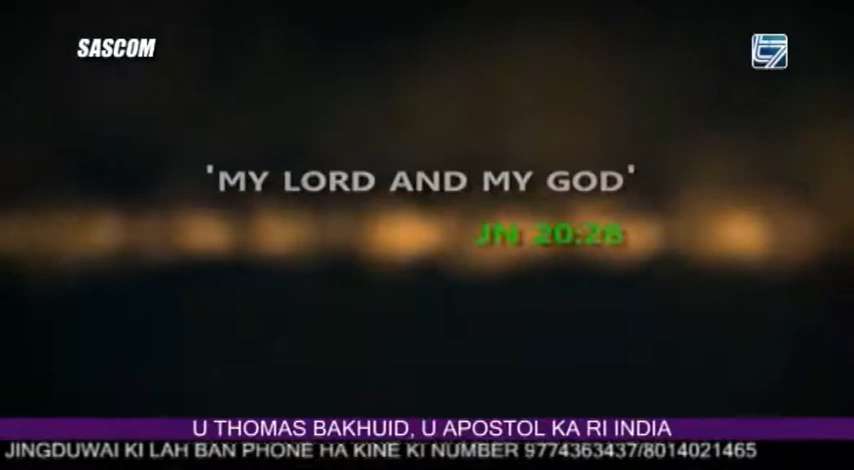 SASCOM
'MY LORD AND MY GOD'
JN 20:28
U THOMAS BAKHUID, U APOSTOL KA RI INDIA
JINGDUWAI KI LAH BAN PHONE HA KINE KI NUMBER 9774363437/8014021465